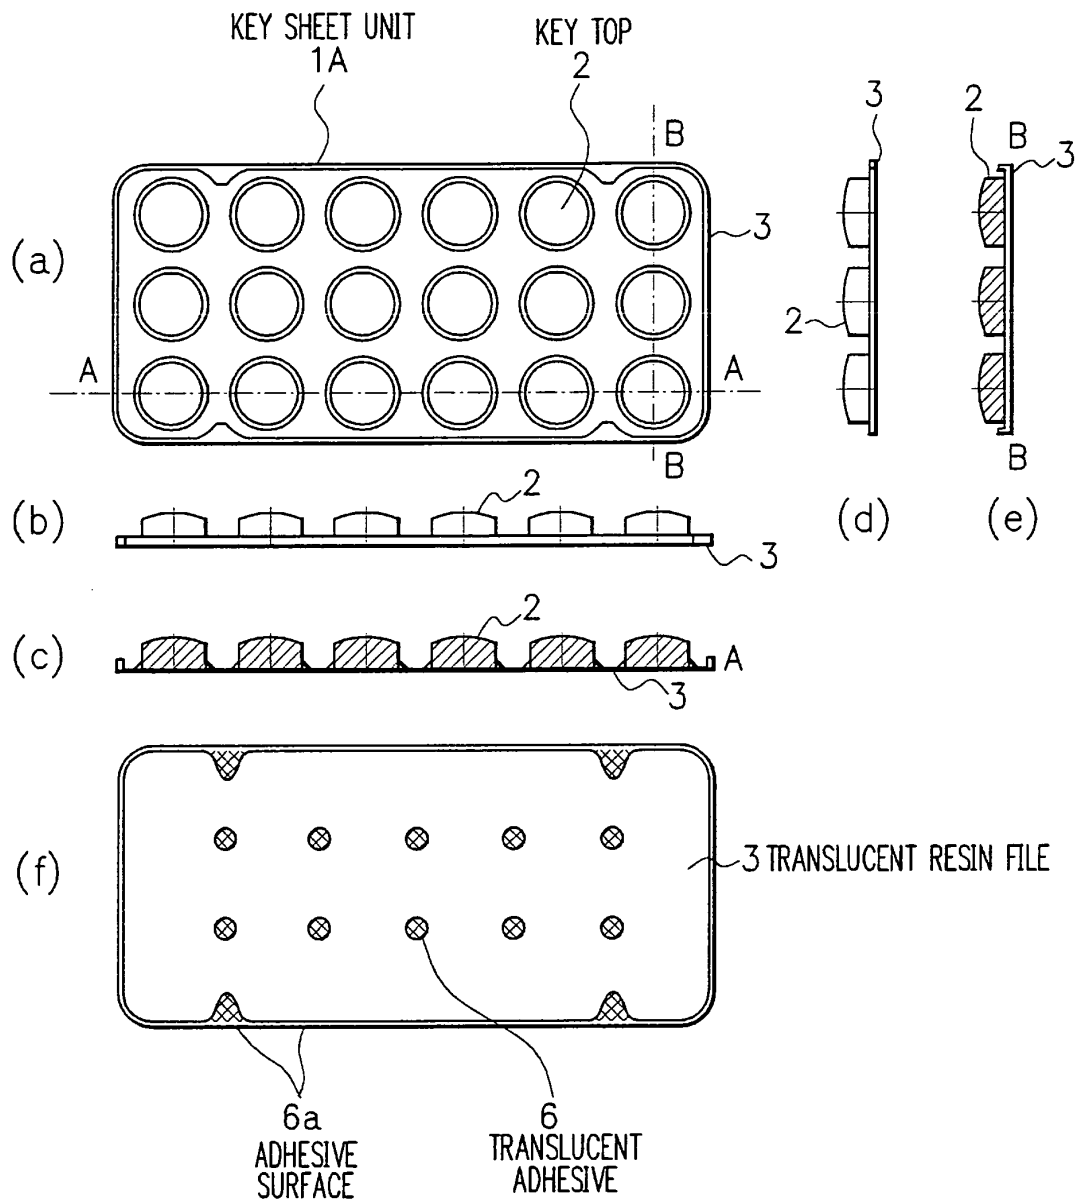 KEY SHEET UNIT
1A
KEY TOP
2
B
3
(a)
A
A
B
3
2
(d)
2
B
3
B
(e)
(b)
2
3
(c)
2
A
3
(f)
3 TRANSLUCENT RESIN FILE
6a
ADHESIVE
SURFACE
6
TRANSLUCENT
ADHESIVE